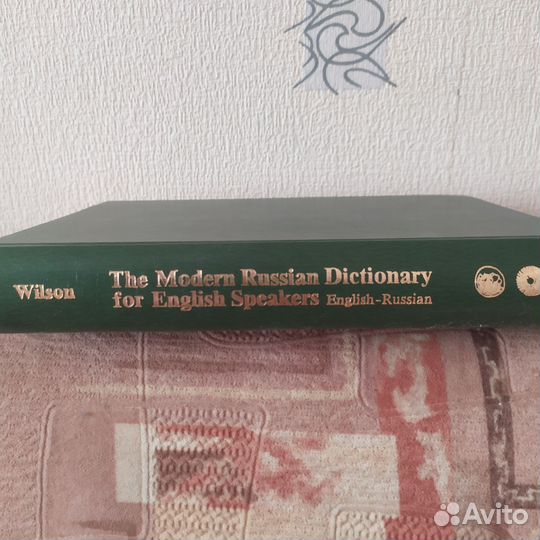 Wilson
The Modern Russian Dictionary
for English Speakers English-Russian
Avito